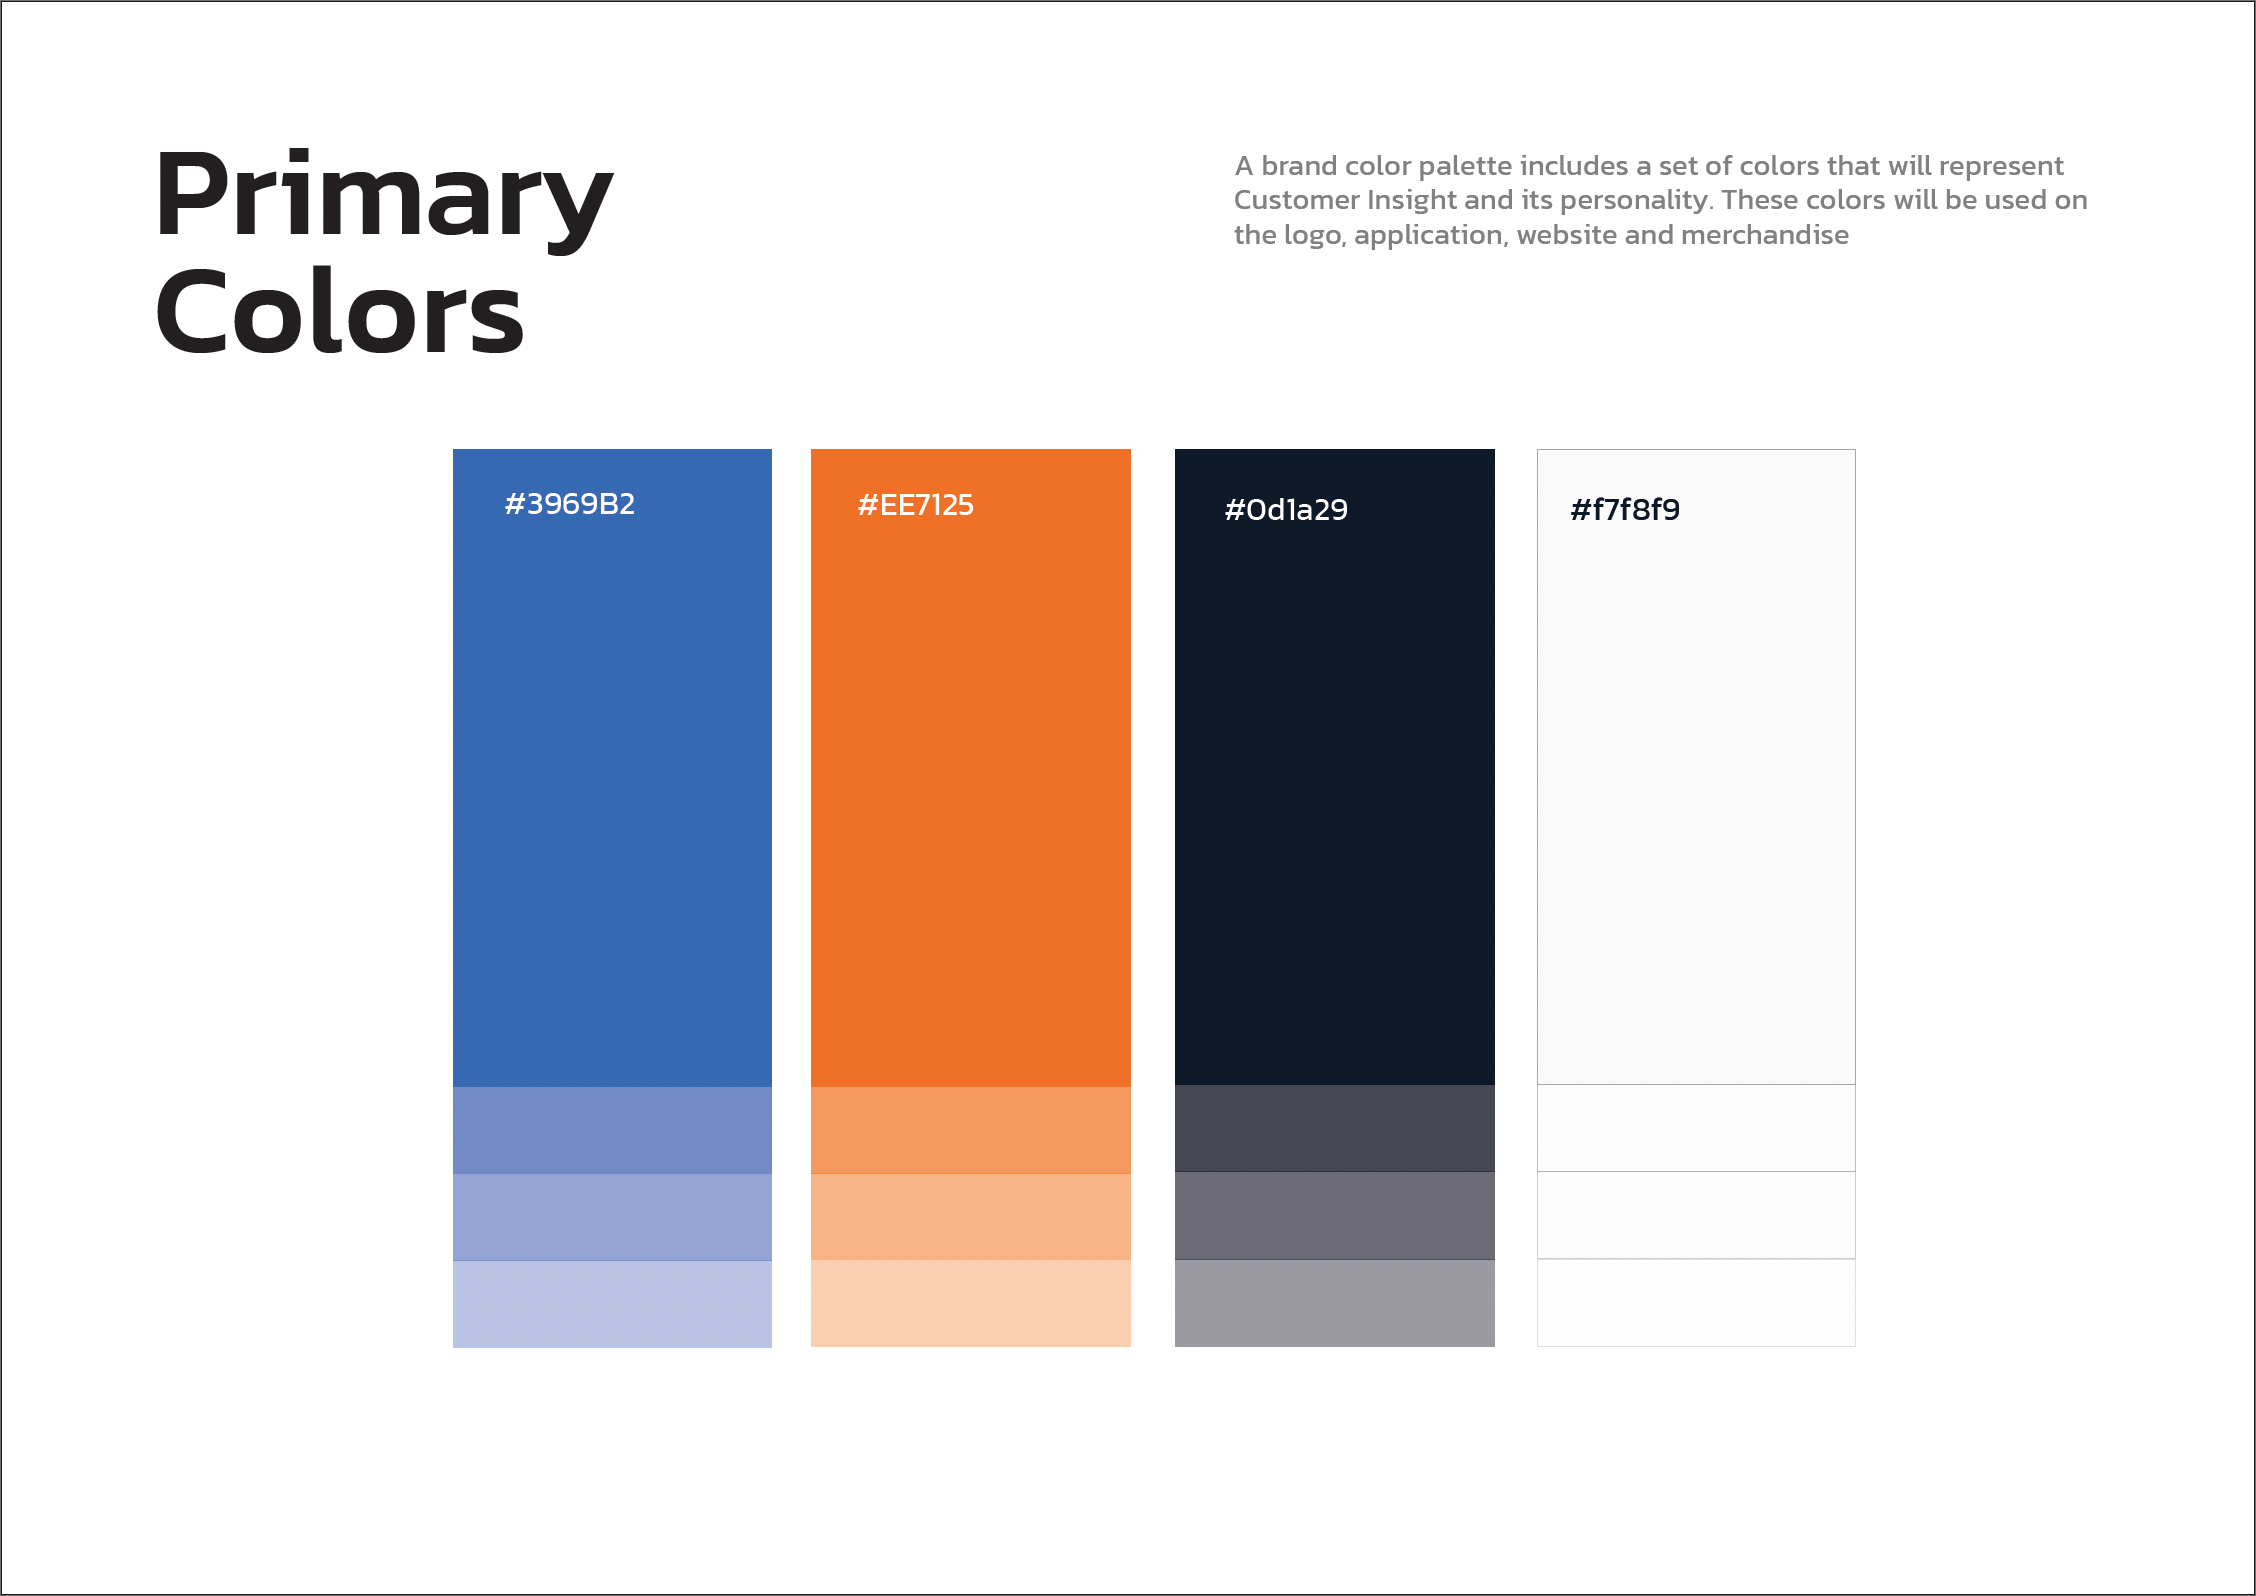 Primary
Colors
A brand color palette includes a set of colors that will represent
Customer Insight and its personality. These colors will be used on
the logo, application, website and merchandise
#3969B2
#EE7125
#0d1a29
#f7f8f9